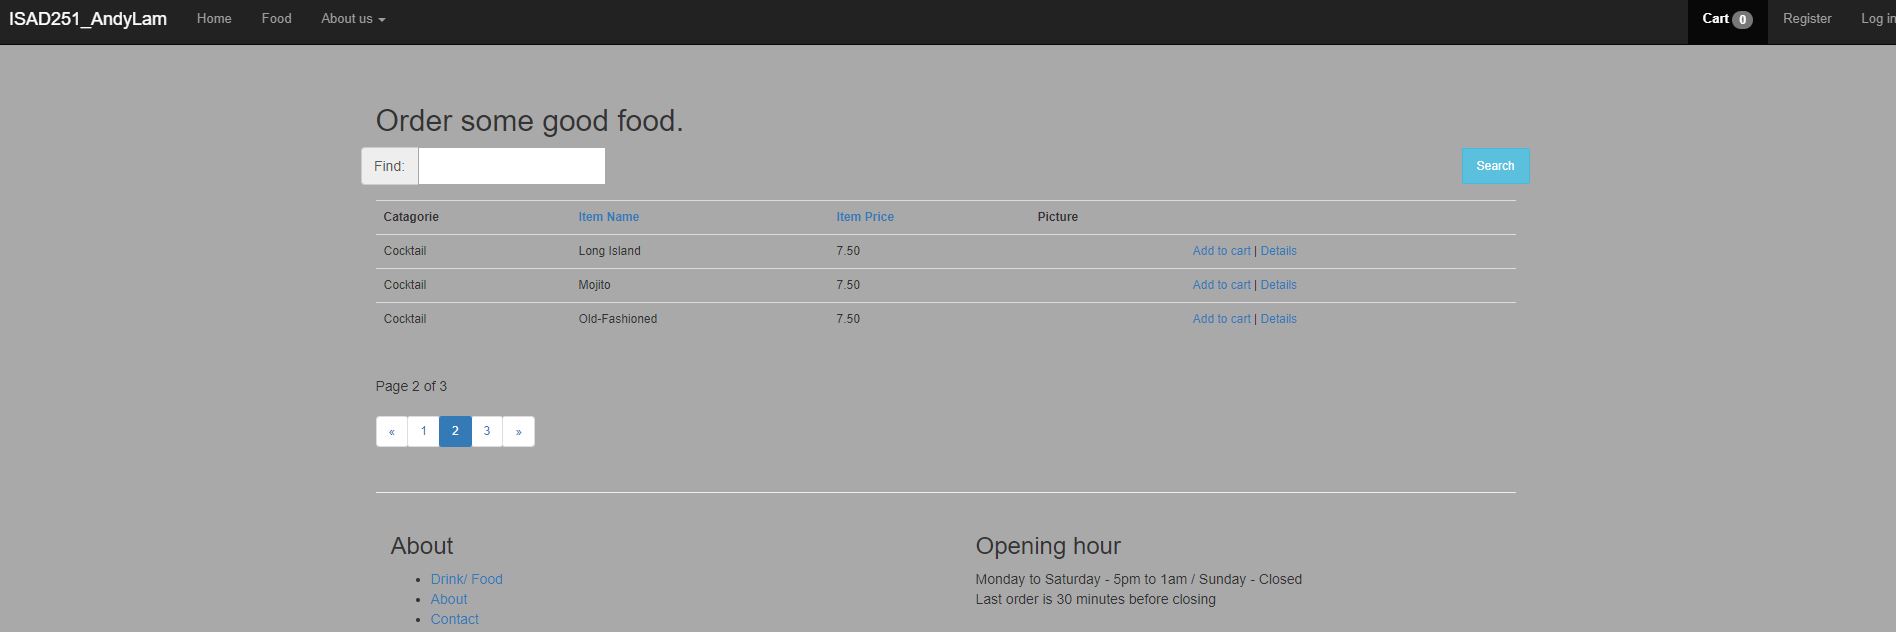 ISAD251_AndyLam Home Food About us Cart 0 Register Log in
Order some good food.
Find: Search
Catagorie Item Name Item Price Picture
Cocktail Long Island 7.50 Add to cart | Details
Cocktail Mojito 7.50 Add to cart | Details
Cocktail Old-Fashioned 7.50 Add to cart | Details
Page 2 of 3
« 1 2 3 »
About
Drink/ Food
About
Contact
Opening hour
Monday to Saturday - 5pm to 1am / Sunday - Closed
Last order is 30 minutes before closing